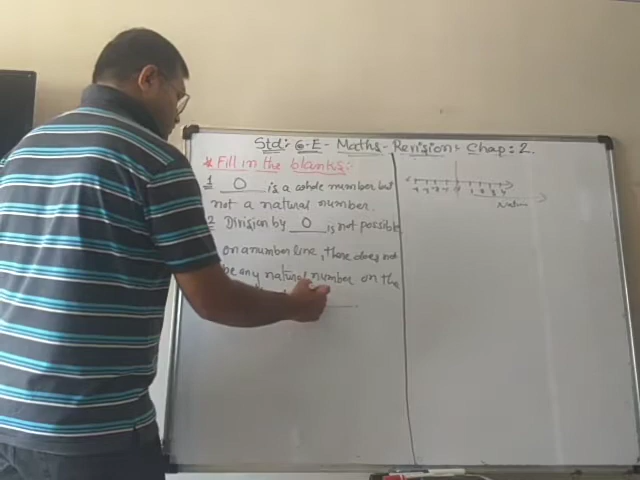 Std: 6-E- Maths- Revision: Chap: 2.
* Fill in the blanks:
1 0 is a whole number but
not a natural number.
2 Division by 0 is not possible
on a number line, there does not
be any natural number on the